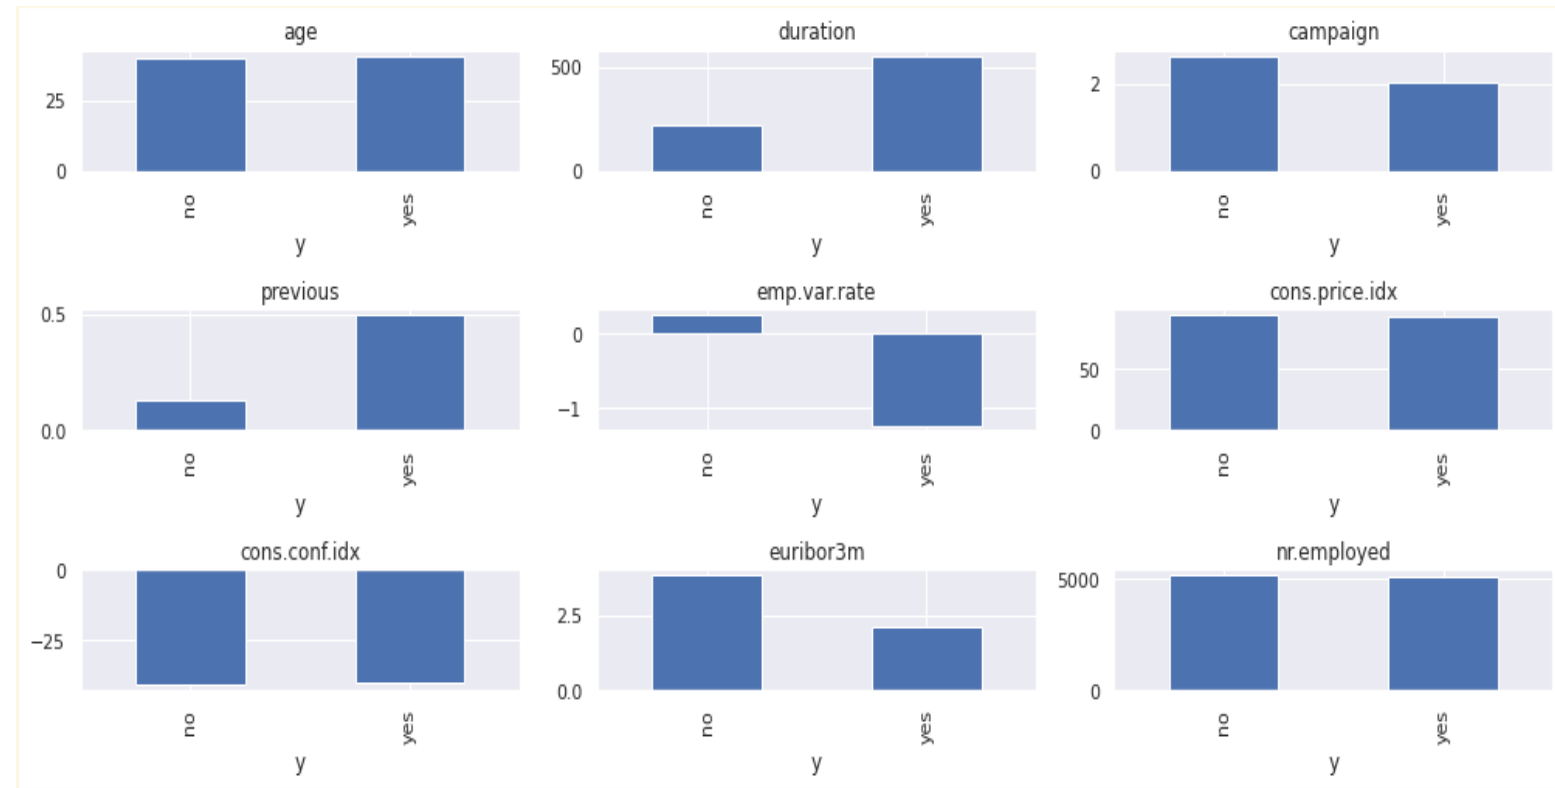 age
duration
campaign
25
0
500
0
2
0
no
yes
no
yes
no
yes
y
y
y
previous
emp.var.rate
cons.price.idx
0.5
0.0
0
−1
50
0
no
yes
no
yes
no
yes
y
y
y
cons.conf.idx
euribor3m
nr.employed
0
−25
2.5
0.0
5000
0
no
yes
no
yes
no
yes
y
y
y